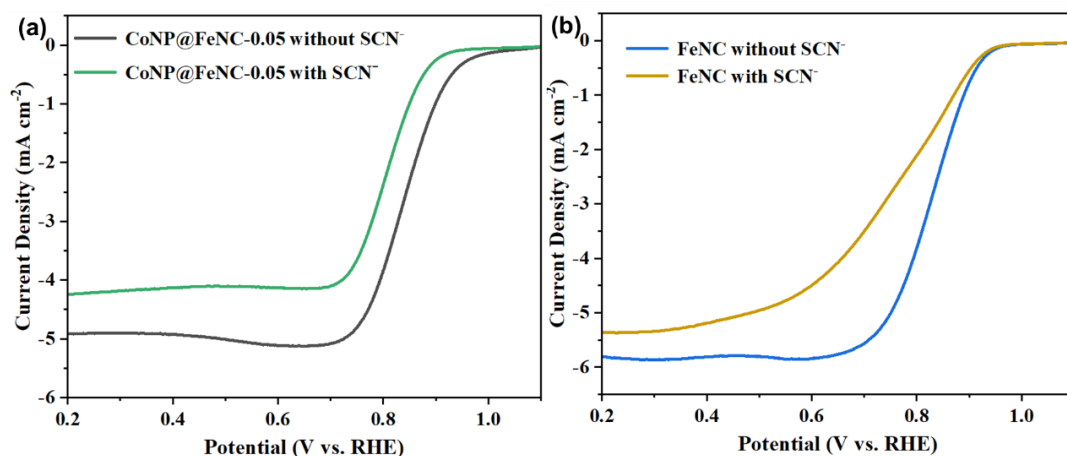 (a)
CoNP@FeNC-0.05 without SCN⁻
CoNP@FeNC-0.05 with SCN⁻
0
-1
-2
-3
-4
-5
-6
Current Density (mA cm⁻²)
0.2 0.4 0.6 0.8 1.0
Potential (V vs. RHE)
(b)
FeNC without SCN⁻
FeNC with SCN⁻
0
-1
-2
-3
-4
-5
-6
Current Density (mA cm⁻²)
0.2 0.4 0.6 0.8 1.0
Potential (V vs. RHE)